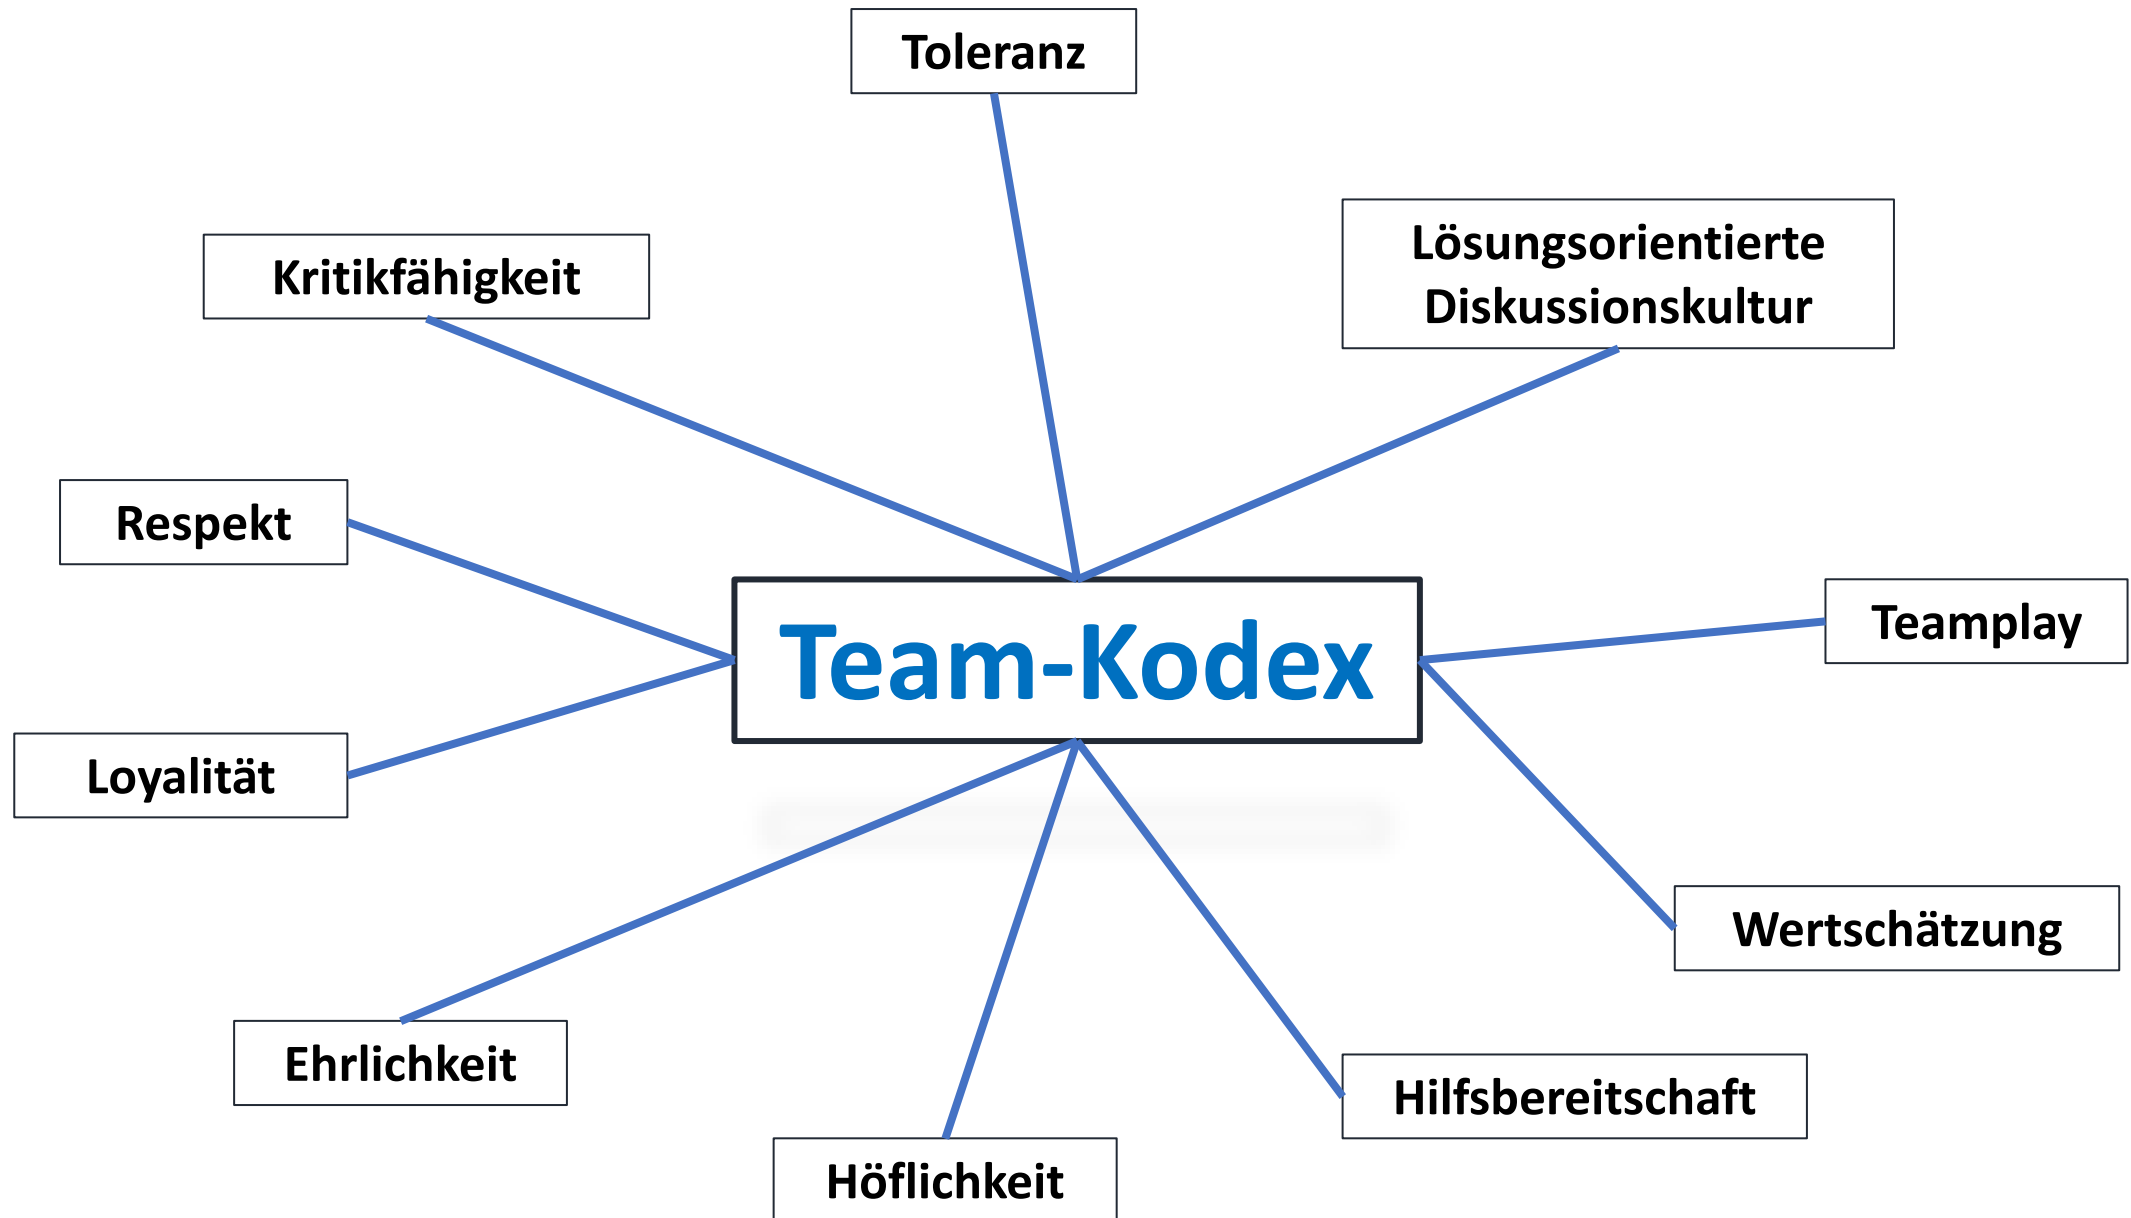 Toleranz
Lösungsorientierte
Diskussionskultur
Kritikfähigkeit
Respekt
Team-Kodex
Teamplay
Loyalität
Wertschätzung
Ehrlichkeit
Hilfsbereitschaft
Höflichkeit